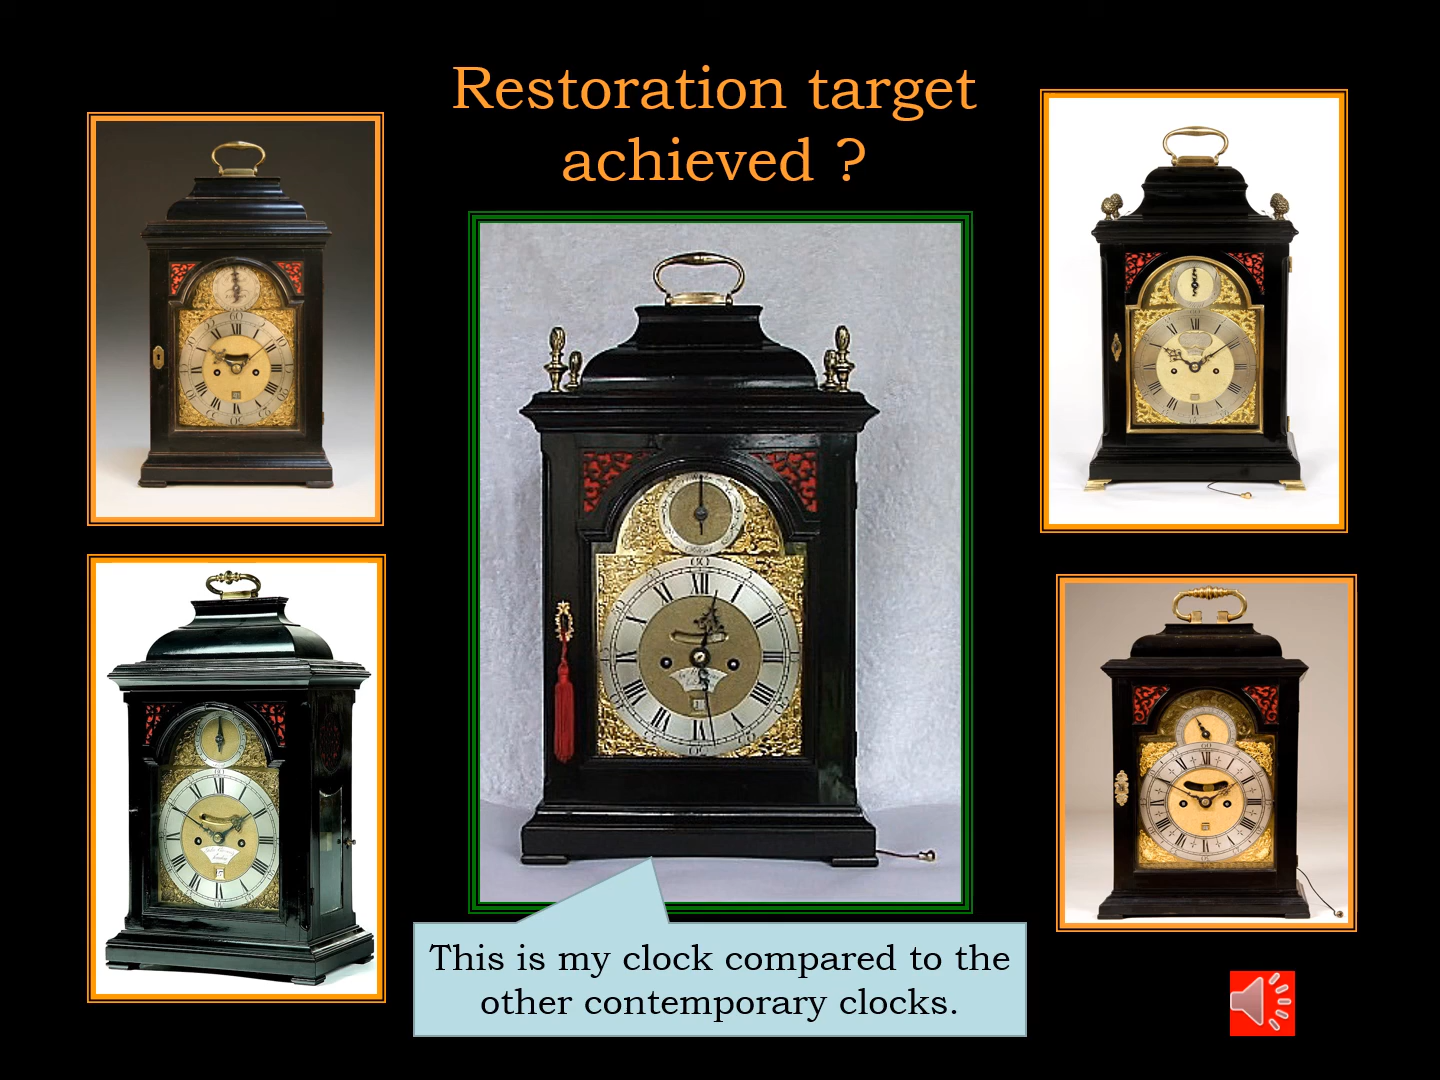 Restoration target
achieved ?
This is my clock compared to the
other contemporary clocks.